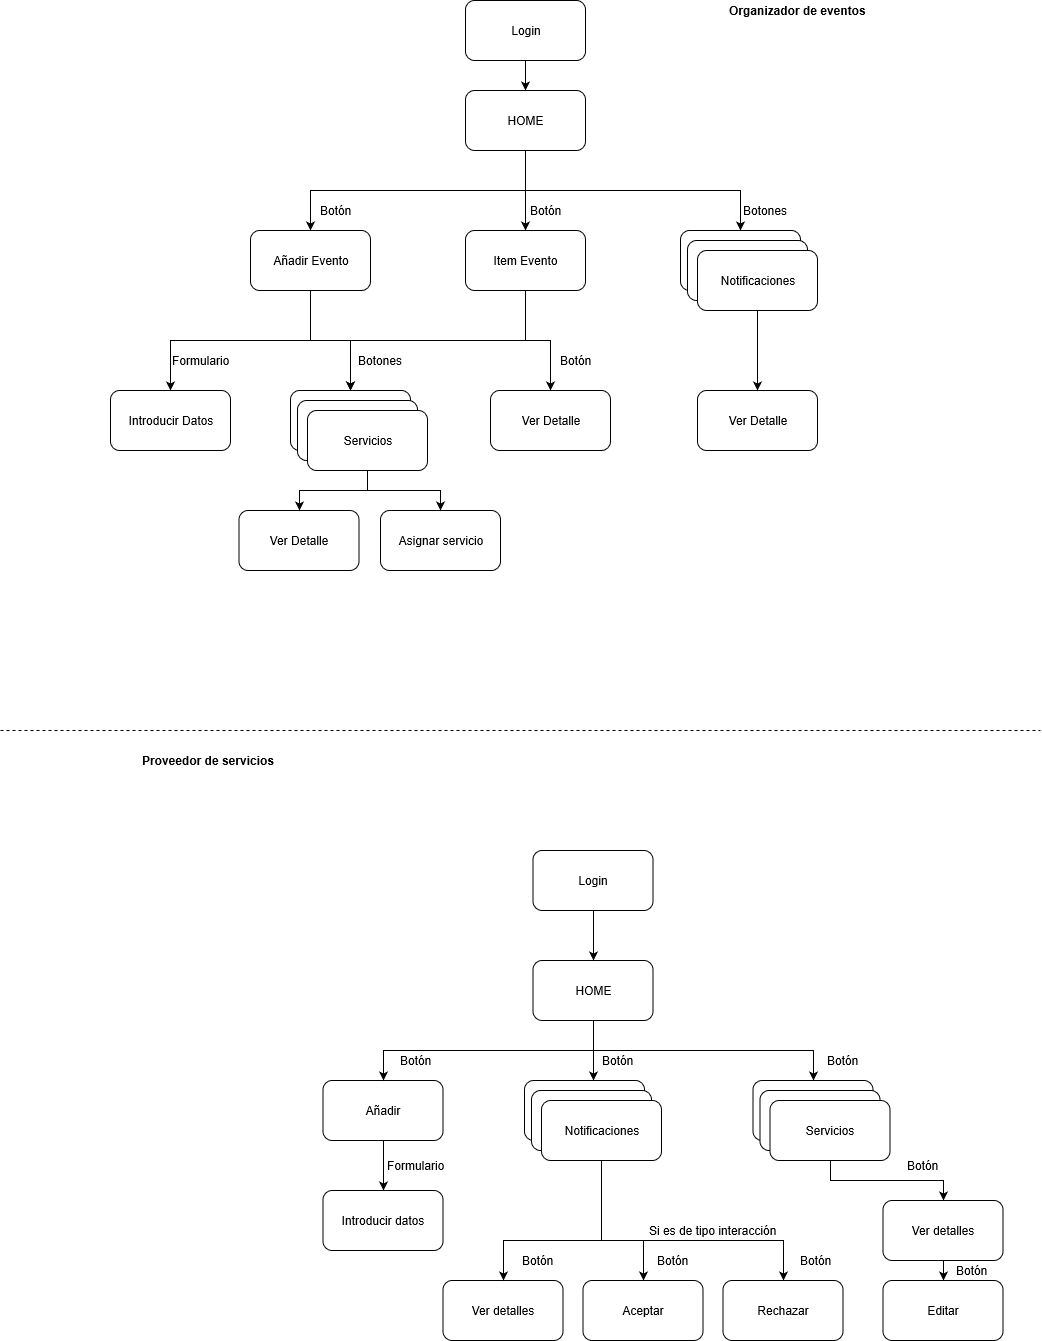 Organizador de eventos
Login
HOME
Botón
Botón
Botones
Añadir Evento
Item Evento
Notificaciones
Formulario
Botones
Botón
Introducir Datos
Servicios
Ver Detalle
Ver Detalle
Ver Detalle
Asignar servicio
Proveedor de servicios
Login
HOME
Botón
Botón
Botón
Añadir
Notificaciones
Servicios
Formulario
Botón
Introducir datos
Si es de tipo interacción
Ver detalles
Botón
Botón
Botón
Botón
Ver detalles
Aceptar
Rechazar
Editar